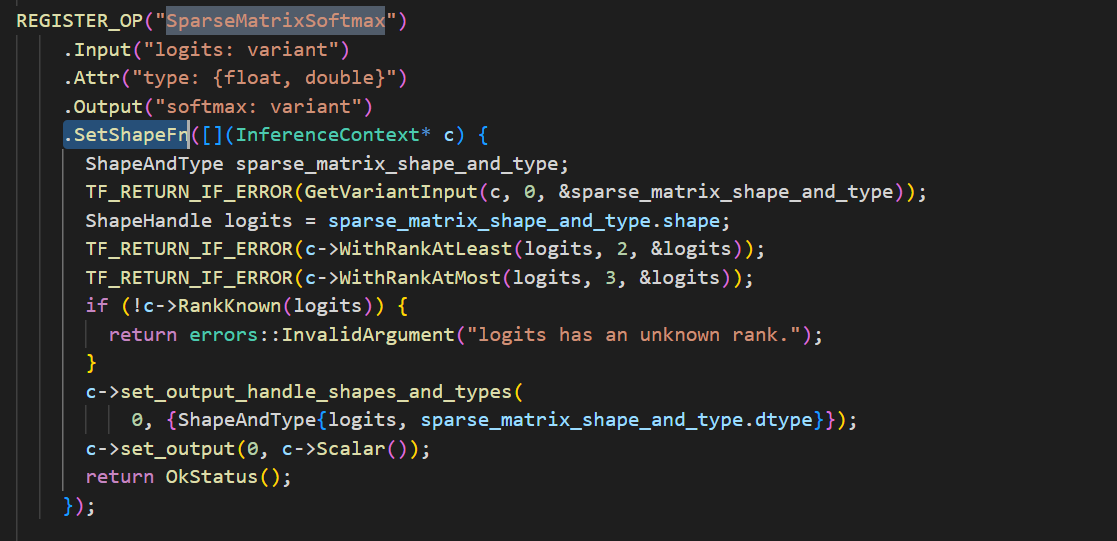 REGISTER_OP("SparseMatrixSoftmax")
.Input("logits: variant")
.Attr("type: {float, double}")
.Output("softmax: variant")
.SetShapeFn([](InferenceContext* c) {
ShapeAndType sparse_matrix_shape_and_type;
TF_RETURN_IF_ERROR(GetVariantInput(c, 0, &sparse_matrix_shape_and_type));
ShapeHandle logits = sparse_matrix_shape_and_type.shape;
TF_RETURN_IF_ERROR(c->WithRankAtLeast(logits, 2, &logits));
TF_RETURN_IF_ERROR(c->WithRankAtMost(logits, 3, &logits));
if (!c->RankKnown(logits)) {
return errors::InvalidArgument("logits has an unknown rank.");
}
c->set_output_handle_shapes_and_types(
0, {ShapeAndType{logits, sparse_matrix_shape_and_type.dtype}});
c->set_output(0, c->Scalar());
return OkStatus();
});